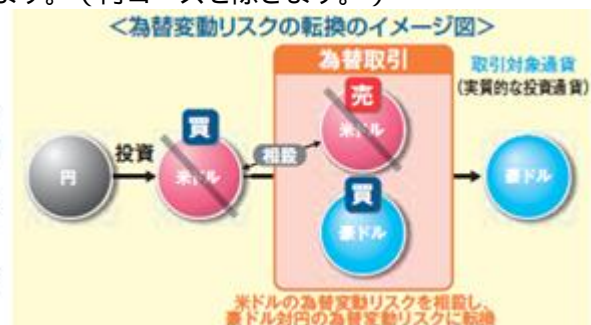 ます。（円コースを除きます。）
＜為替変動リスクの転換のイメージ図＞
為替取引
取引対象通貨
(実質的な投資通貨)
売
米ドル
買
米ドル
投資
円
相殺
買
豪ドル
豪ドル
米ドルの為替変動リスクを相殺し、
豪ドル対円の為替変動リスクに転換